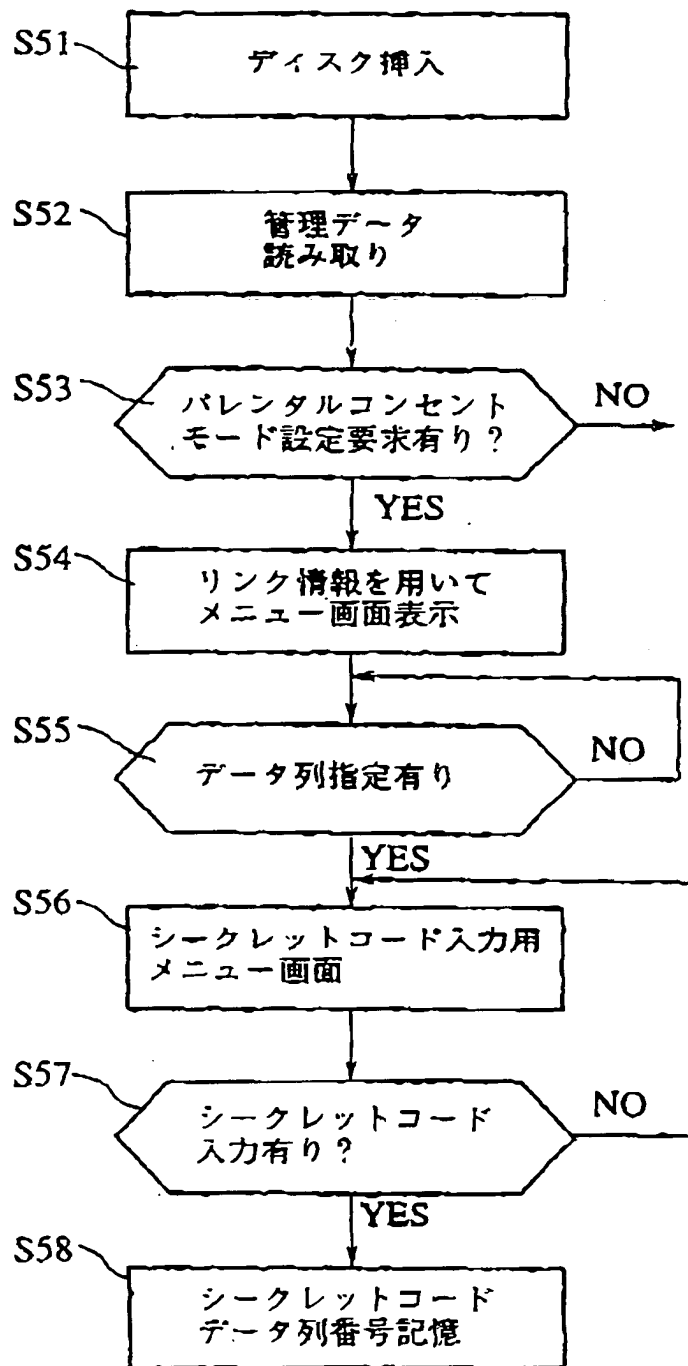 S51
ディスク挿入
S52
管理データ
読み取り
S53
パレンタルコンセント
モード設定要求有り?
NO
YES
S54
リンク情報を用いて
メニュー画面表示
S55
データ列指定有り
NO
YES
S56
シークレットコード入力用
メニュー画面
S57
シークレットコード
入力有り?
NO
YES
S58
シークレットコード
データ列番号記憶